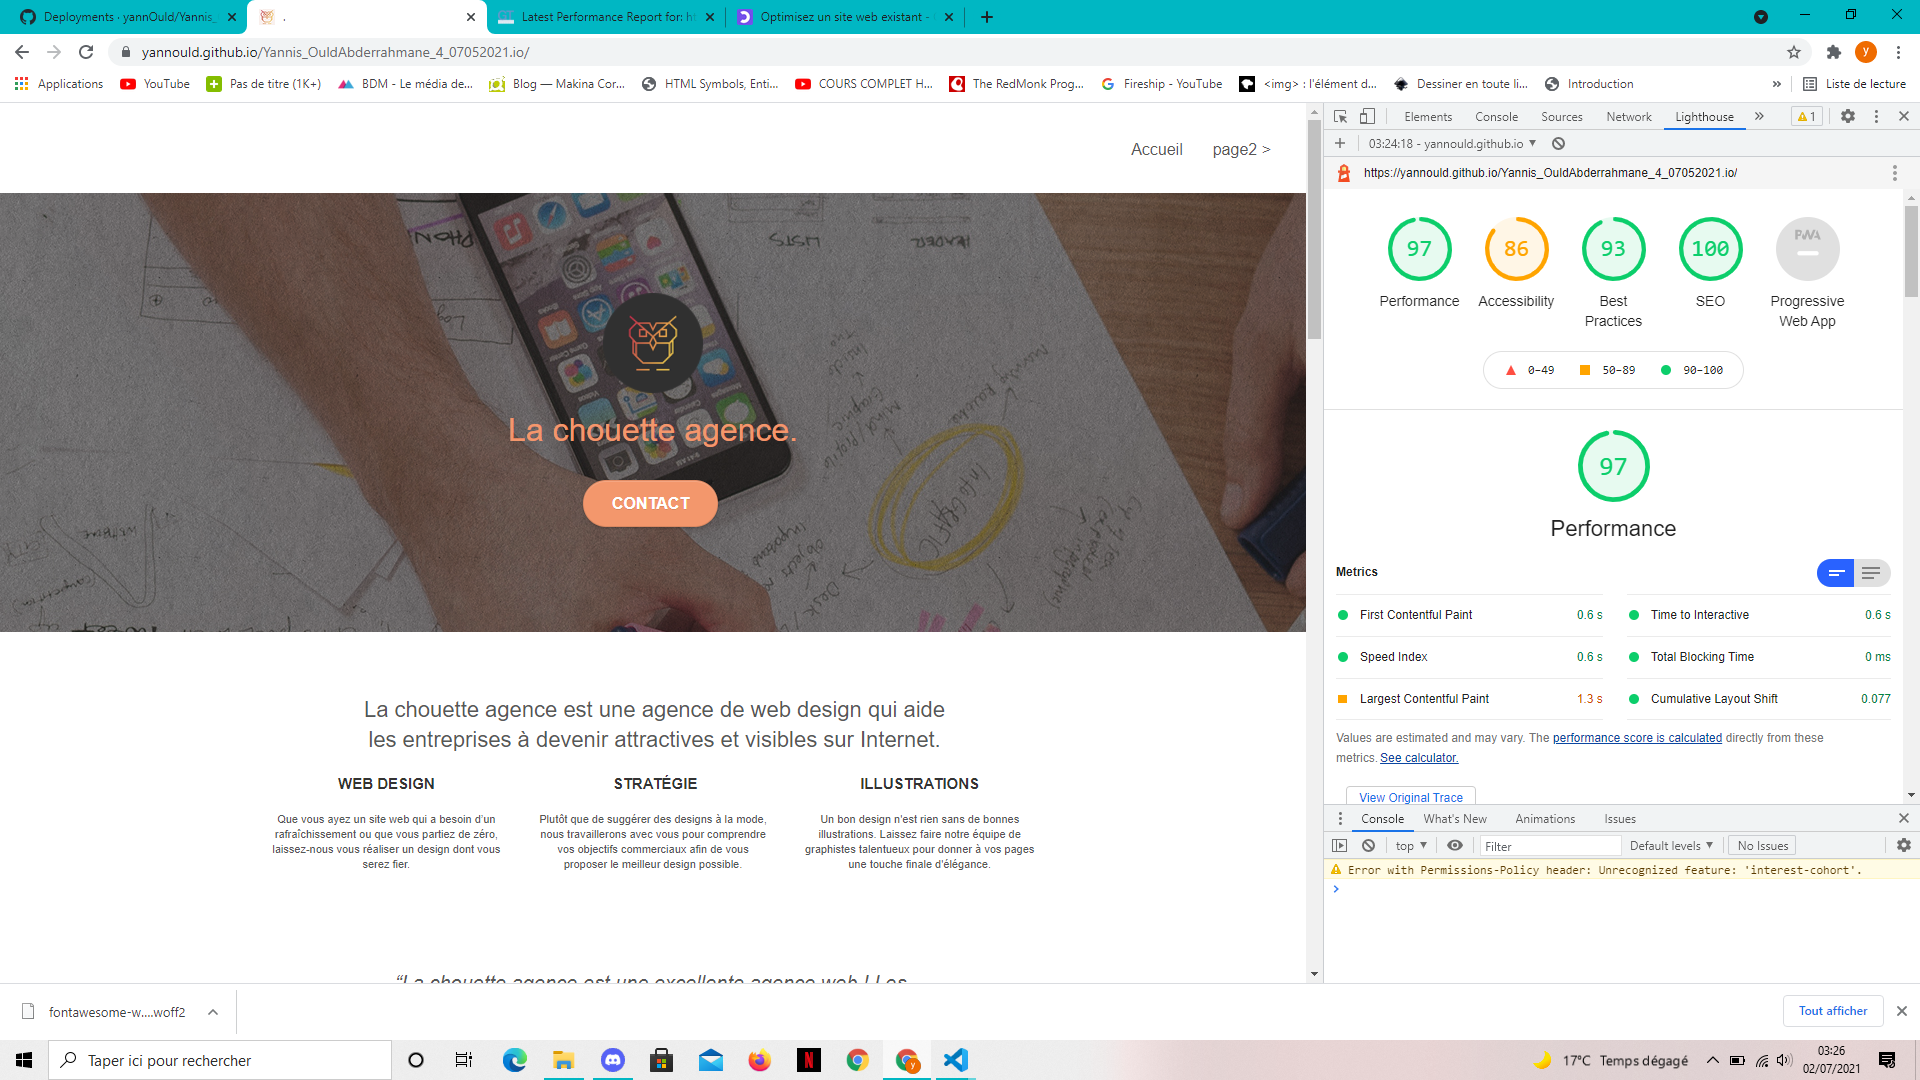 Deployments · yannOuld/Yannis_
.
Latest Performance Report for: h
Optimisez un site web existant -
yannould.github.io/Yannis_OuldAbderrahmane_4_07052021.io/
y
Applications
YouTube
Pas de titre (1K+)
BDM - Le média de...
Blog — Makina Cor...
HTML Symbols, Enti...
COURS COMPLET H...
The RedMonk Prog...
Fireship - YouTube
<img> : l'élément d...
Dessiner en toute li...
Introduction
»
Liste de lecture
Accueil
page2 >
PHONE
LISTS
HEADER
INFOGRAPHIC
La chouette agence.
CONTACT
La chouette agence est une agence de web design qui aide
les entreprises à devenir attractives et visibles sur Internet.
WEB DESIGN
Que vous ayez un site web qui a besoin d'un
rafraîchissement ou que vous partiez de zéro,
laissez-nous vous réaliser un design dont vous
serez fier.
STRATÉGIE
Plutôt que de suggérer des designs à la mode,
nous travaillerons avec vous pour comprendre
vos objectifs commerciaux afin de vous
proposer le meilleur design possible.
ILLUSTRATIONS
Un bon design n'est rien sans de bonnes
illustrations. Laissez faire notre équipe de
graphistes talentueux pour donner à vos pages
une touche finale d'élégance.
“La chouette agence est une excellente agence web ! Les
Elements
Console
Sources
Network
Lighthouse
»
1
03:24:18 - yannould.github.io
https://yannould.github.io/Yannis_OuldAbderrahmane_4_07052021.io/
97
Performance
86
Accessibility
93
Best
Practices
100
SEO
PWA
Progressive
Web App
0–49
50–89
90–100
97
Performance
Metrics
First Contentful Paint 0.6 s
Time to Interactive 0.6 s
Speed Index 0.6 s
Total Blocking Time 0 ms
Largest Contentful Paint 1.3 s
Cumulative Layout Shift 0.077
Values are estimated and may vary. The performance score is calculated directly from these
metrics. See calculator.
View Original Trace
Console
What's New
Animations
Issues
top
Filter
Default levels
No Issues
Error with Permissions-Policy header: Unrecognized feature: 'interest-cohort'.
fontawesome-w....woff2
Tout afficher
Taper ici pour rechercher
17°C Temps dégagé
03:26
02/07/2021